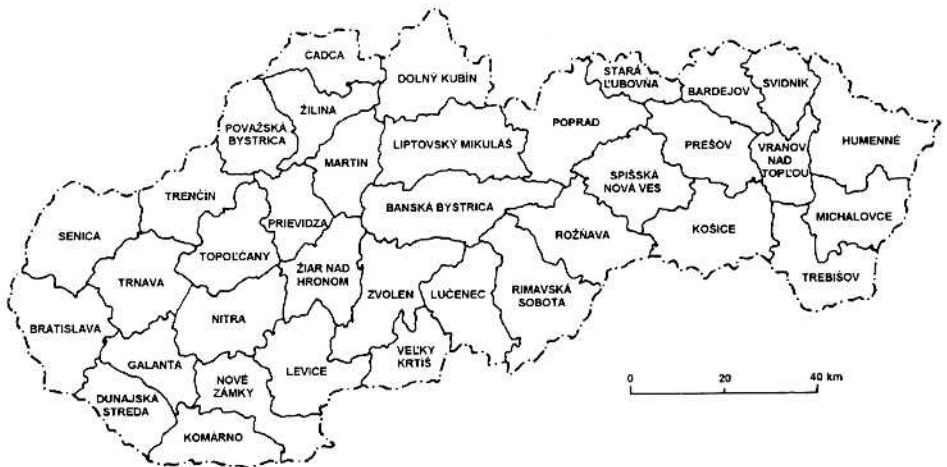 ČADCA
DOLNÝ KUBÍN
STARÁ
ĽUBOVŇA
BARDEJOV
SVIDNÍK
ŽILINA
POVAŽSKÁ
BYSTRICA
MARTIN
LIPTOVSKÝ MIKULÁŠ
POPRAD
PREŠOV
VRANOV
NAD
TOPĽOU
HUMENNÉ
TRENČÍN
PRIEVIDZA
BANSKÁ BYSTRICA
SPIŠSKÁ
NOVÁ VES
MICHALOVCE
SENICA
TOPOĽČANY
ROŽŇAVA
KOŠICE
TRNAVA
ŽIAR NAD
HRONOM
ZVOLEN
LUČENEC
RIMAVSKÁ
SOBOTA
TREBIŠOV
BRATISLAVA
NITRA
GALANTA
NOVÉ
ZÁMKY
LEVICE
VEĽKÝ
KRTÍŠ
DUNAJSKÁ
STREDA
KOMÁRNO
0 20 40 km